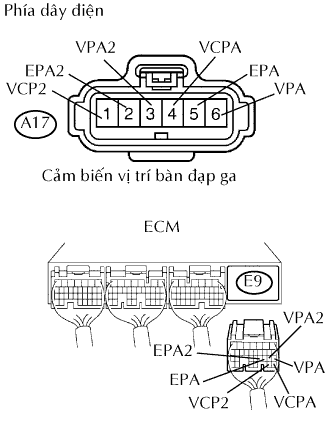 Phía dây điện
VPA2 VCPA
EPA2 EPA
VCP2 VPA
A17 1 2 3 4 5 6
Cảm biến vị trí bàn đạp ga
ECM
E9
VPA2
EPA2 VPA
EPA
VCP2 VCPA